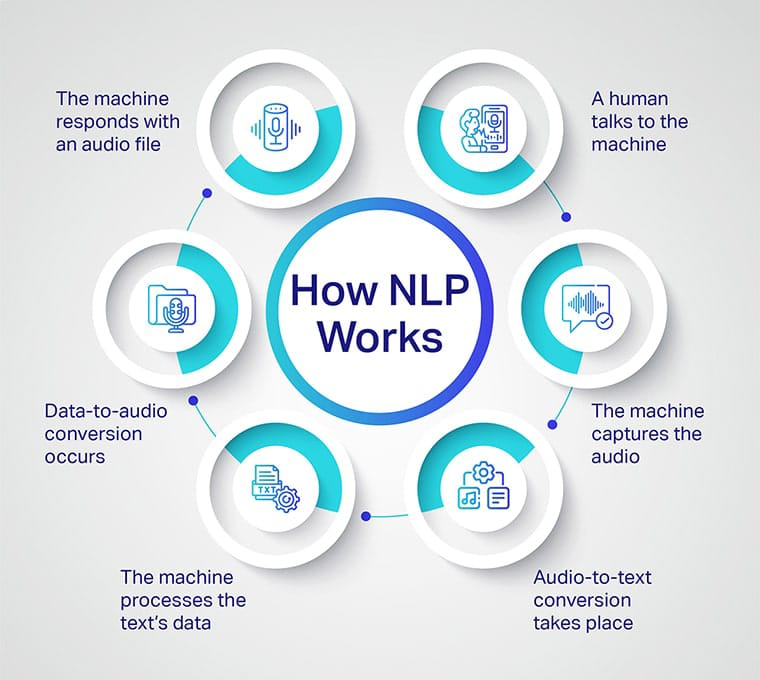 How NLP
Works
A human
talks to the
machine
The machine
captures the
audio
Audio-to-text
conversion
takes place
The machine
processes the
text's data
TXT
Data-to-audio
conversion
occurs
The machine
responds with
an audio file